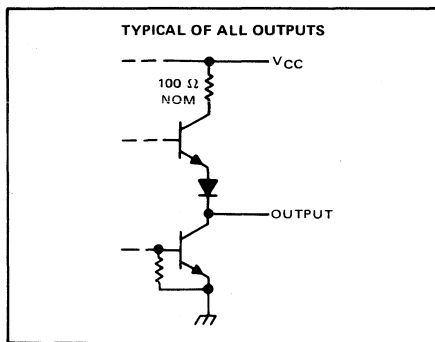 TYPICAL OF ALL OUTPUTS
VCC
100 Ω
NOM
OUTPUT